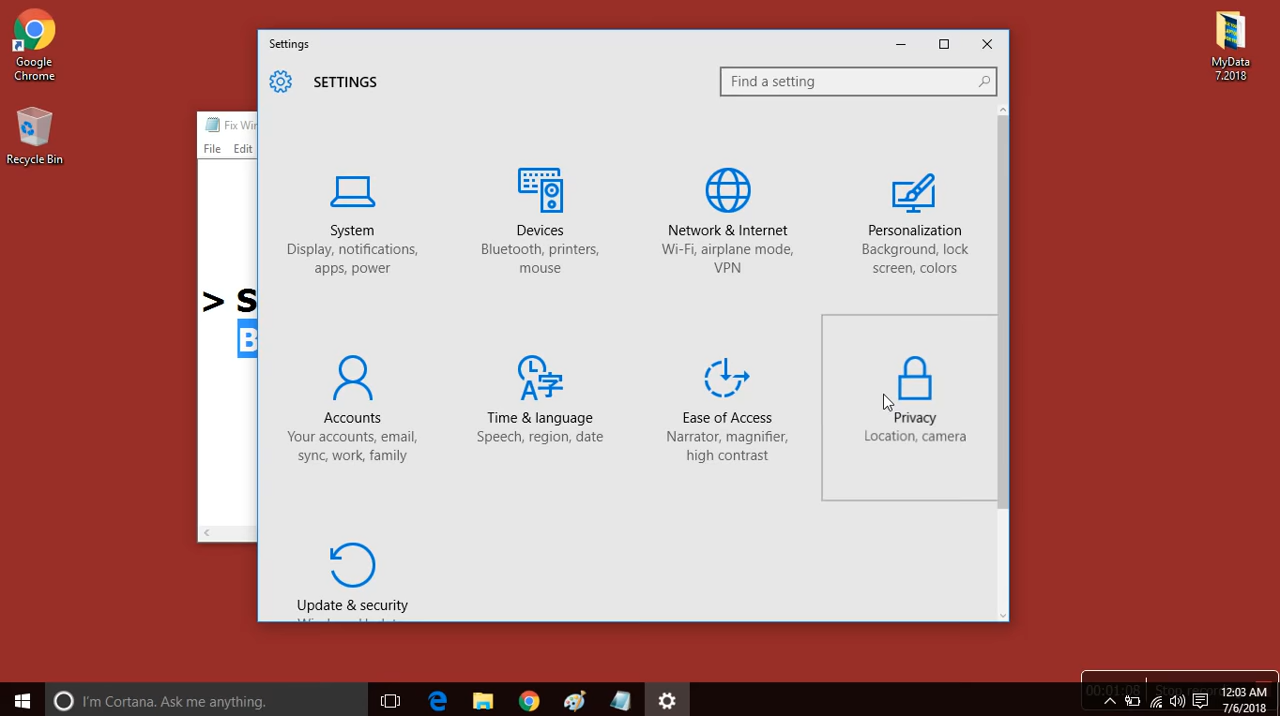 Google
Chrome
Recycle Bin
MyData
7.2018
Fix Win
File Edit
> S
B
Settings
SETTINGS
Find a setting
System
Display, notifications,
apps, power
Devices
Bluetooth, printers,
mouse
Network & Internet
Wi-Fi, airplane mode,
VPN
Personalization
Background, lock
screen, colors
Accounts
Your accounts, email,
sync, work, family
Time & language
Speech, region, date
Ease of Access
Narrator, magnifier,
high contrast
Privacy
Location, camera
Update & security
I'm Cortana. Ask me anything.
00:01:08 Stop
12:03 AM
7/6/2018